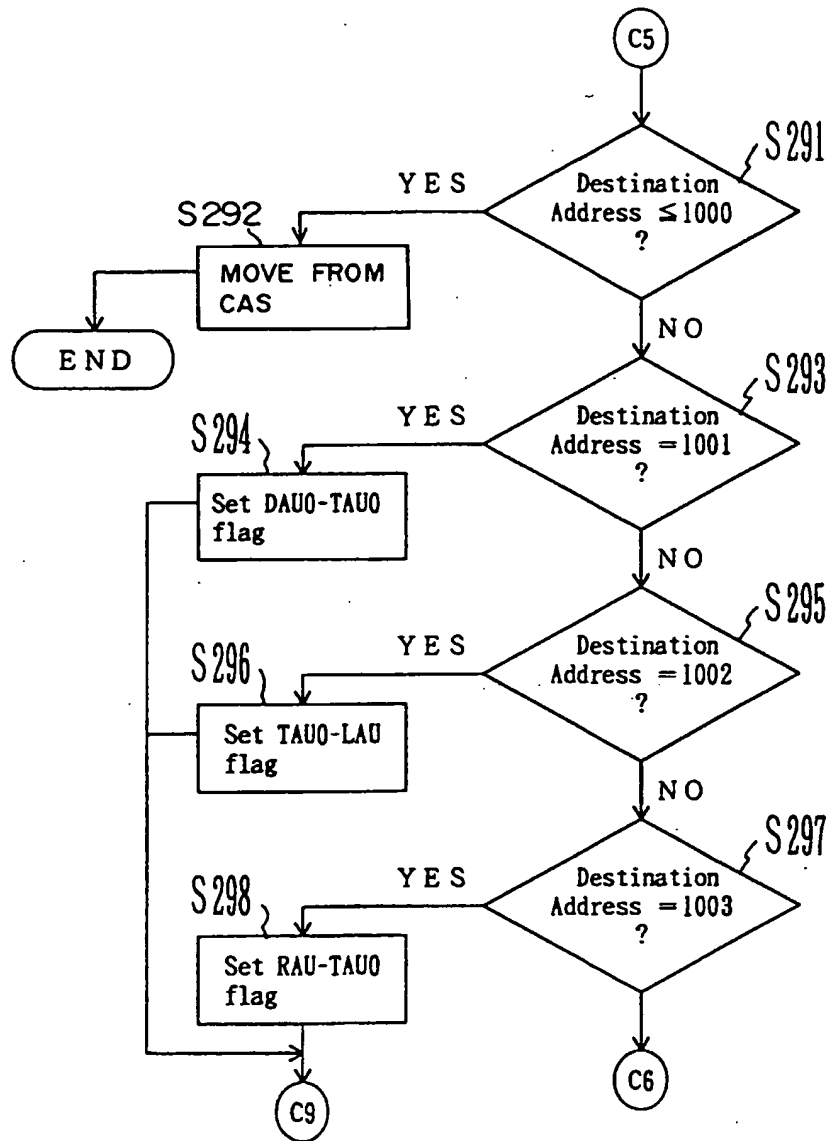 C5
S291
Destination
Address ≦1000
?
YES
S292
MOVE FROM
CAS
END
NO
S293
Destination
Address =1001
?
YES
S294
Set DAU0-TAU0
flag
NO
S295
Destination
Address =1002
?
YES
S296
Set TAU0-LAU
flag
NO
S297
Destination
Address =1003
?
YES
S298
Set RAU-TAU0
flag
C9
C6